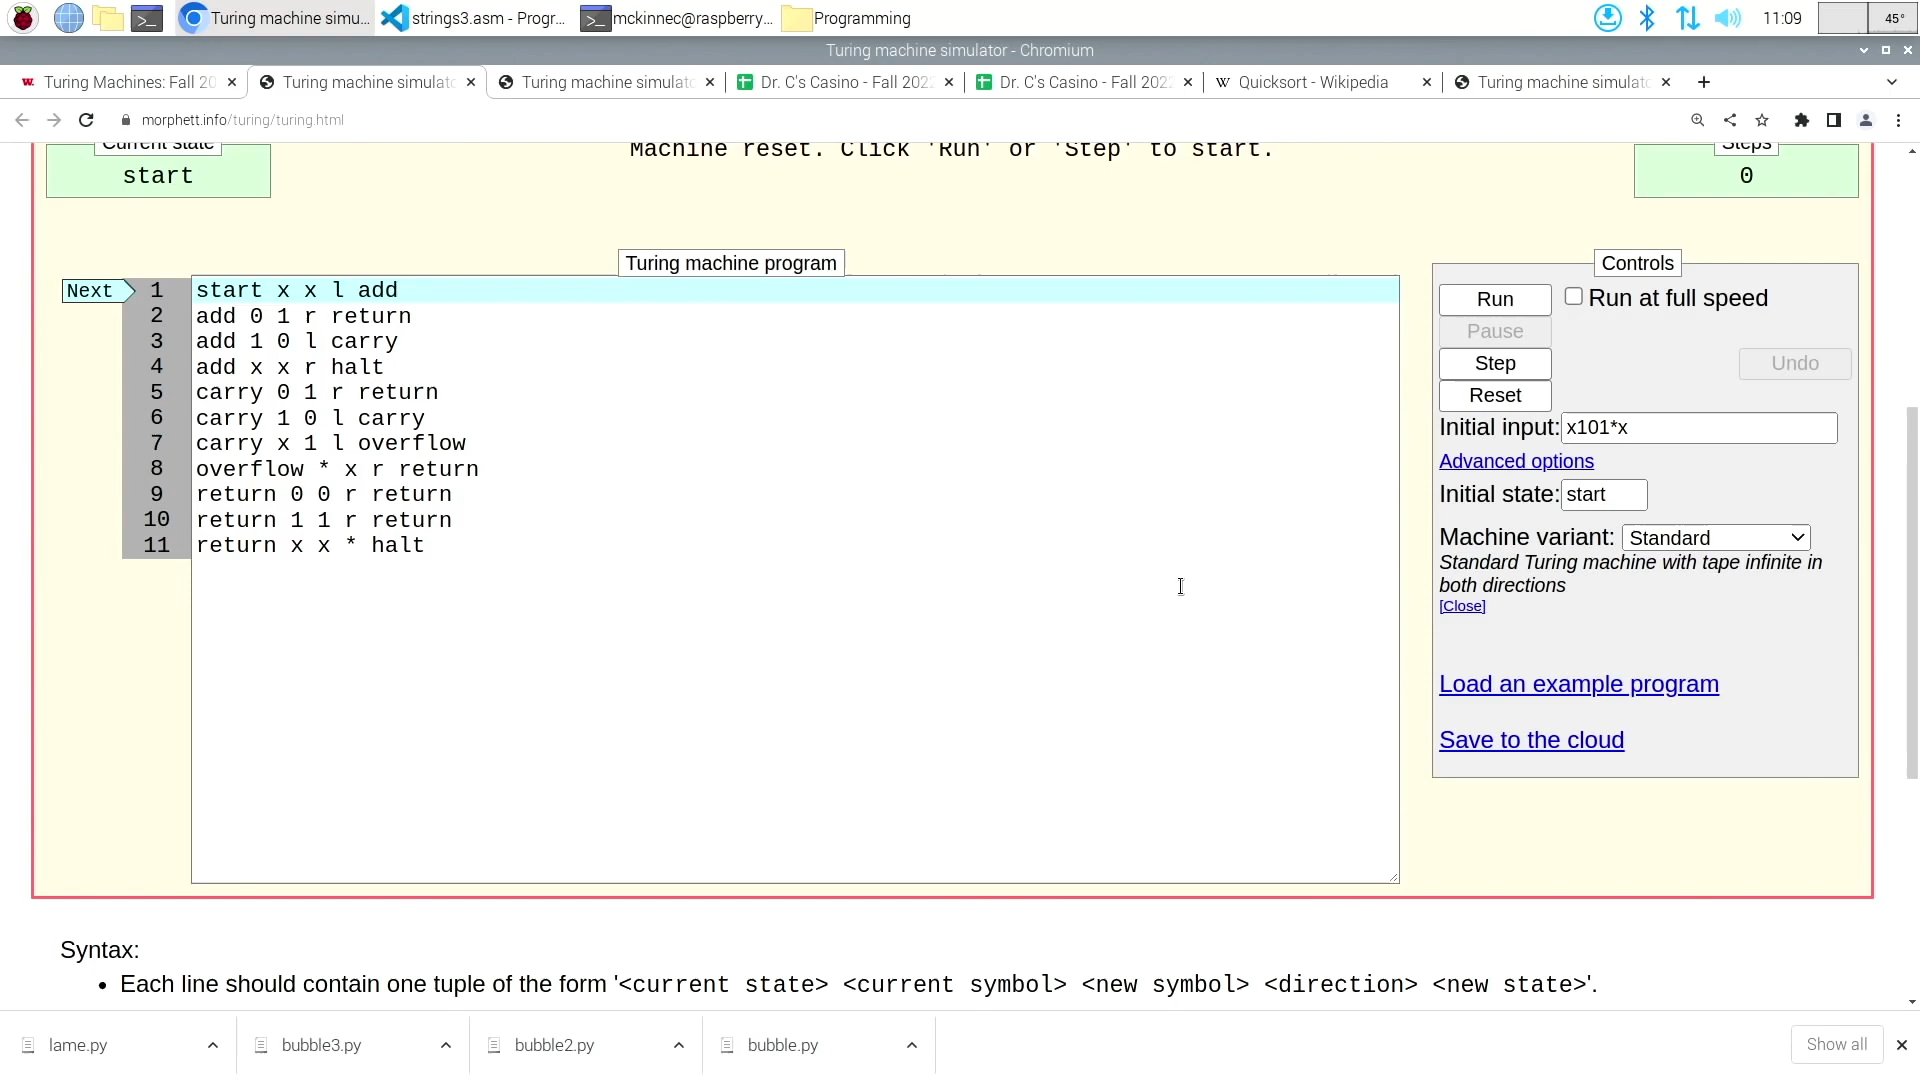 Turing machine simu... strings3.asm - Progr... mckinnec@raspberry... Programming 11:09 45°
Turing machine simulator - Chromium
Turing Machines: Fall 20 Turing machine simulato Turing machine simulato Dr. C's Casino - Fall 2022 Dr. C's Casino - Fall 2022 Quicksort - Wikipedia Turing machine simulato
morphett.info/turing/turing.html
Current state Machine reset. Click 'Run' or 'Step' to start. Steps
start 0
Turing machine program Controls
Next 1 start x x l add
2 add 0 1 r return
3 add 1 0 l carry
4 add x x r halt
5 carry 0 1 r return
6 carry 1 0 l carry
7 carry x 1 l overflow
8 overflow * x r return
9 return 0 0 r return
10 return 1 1 r return
11 return x x * halt
Run Run at full speed
Pause
Step Undo
Reset
Initial input: x101*x
Advanced options
Initial state: start
Machine variant: Standard
Standard Turing machine with tape infinite in
both directions
[Close]
Load an example program
Save to the cloud
Syntax:
• Each line should contain one tuple of the form '<current state> <current symbol> <new symbol> <direction> <new state>'.
lame.py bubble3.py bubble2.py bubble.py Show all